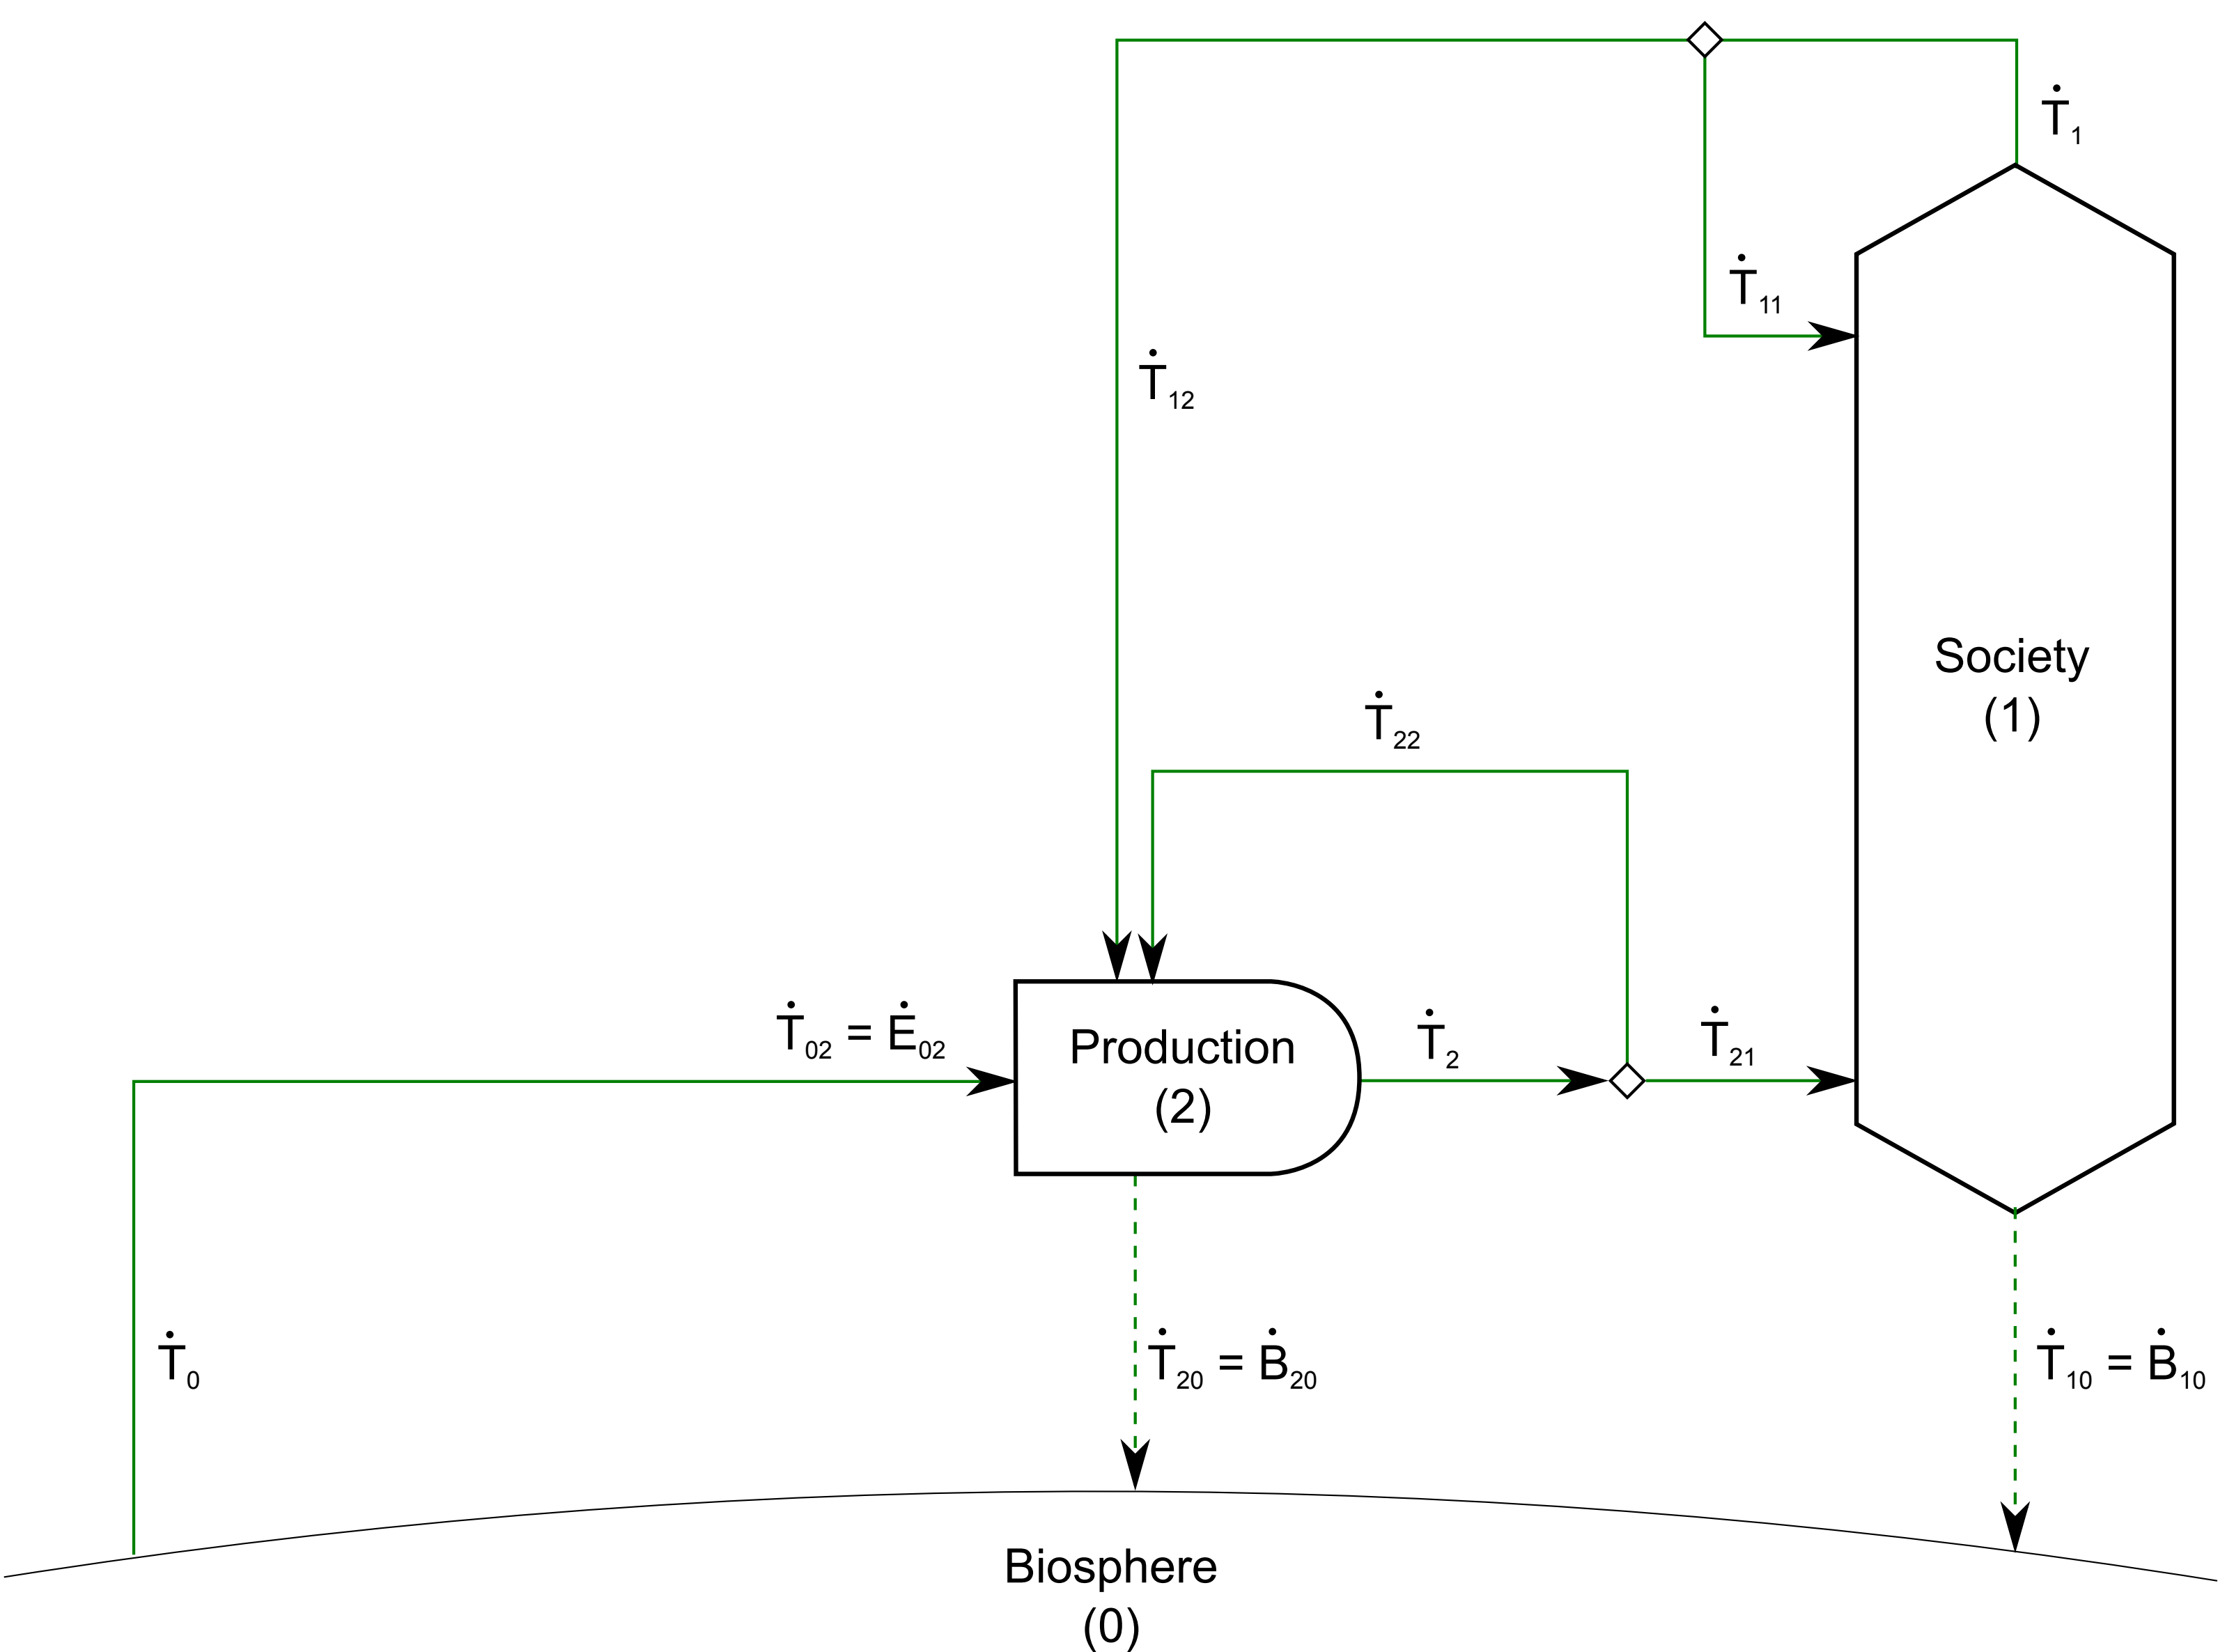 Ṫ₁
Ṫ₁₁
Ṫ₁₂
Society
(1)
Ṫ₂₂
Ṫ₀₂ = Ė₀₂
Production
(2)
Ṫ₂
Ṫ₂₁
Ṫ₀
Ṫ₂₀ = Ḃ₂₀
Ṫ₁₀ = Ḃ₁₀
Biosphere
(0)